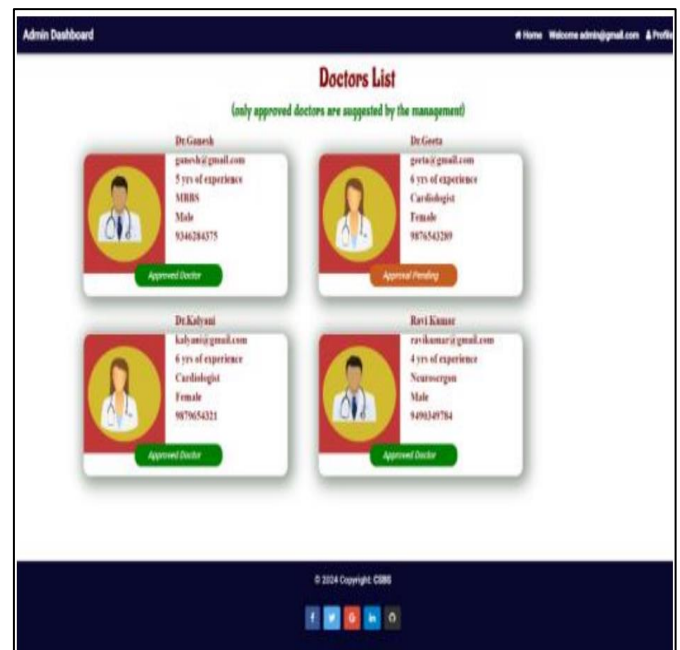 Admin Dashboard
Home Welcome admin@gmail.com Profile
Doctors List
(only approved doctors are suggested by the management)
Dr.Ganesh
ganesh@gmail.com
5 yrs of experience
MBBS
Male
9346284375
Approved Doctor
Dr.Geeta
geeta@gmail.com
6 yrs of experience
Cardiologist
Female
9876543289
Approval Pending
Dr.Kalyani
kalyani@gmail.com
6 yrs of experience
Cardiologist
Female
9879654321
Approved Doctor
Ravi Kumar
ravikumar@gmail.com
4 yrs of experience
Neurosergon
Male
9490349784
Approved Doctor
© 2024 Copyright: CSBS